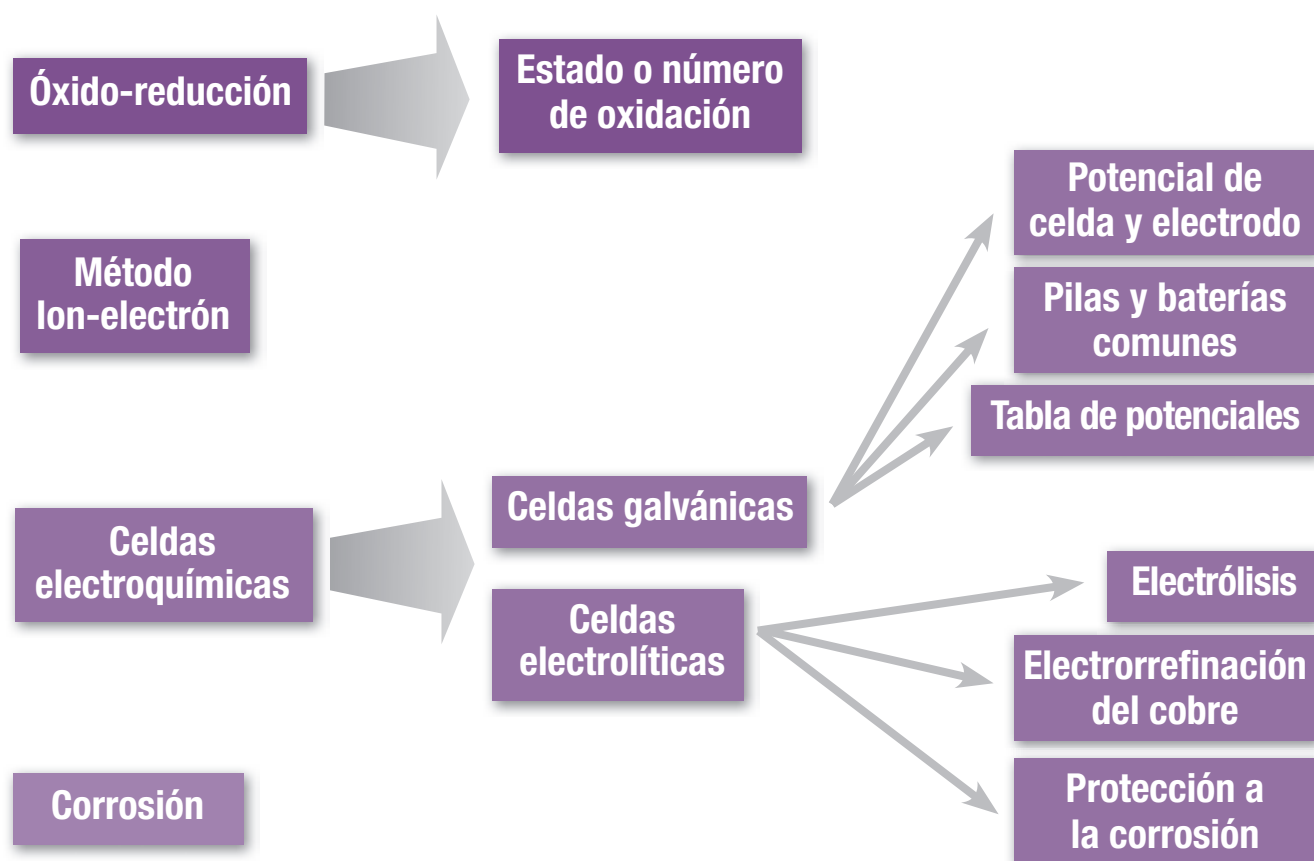 Óxido-reducción
Estado o número
de oxidación
Método
Ion-electrón
Celdas
electroquímicas
Celdas galvánicas
Potencial de
celda y electrodo
Pilas y baterías
comunes
Tabla de potenciales
Celdas
electrolíticas
Electrólisis
Electrorrefinación
del cobre
Protección a
la corrosión
Corrosión